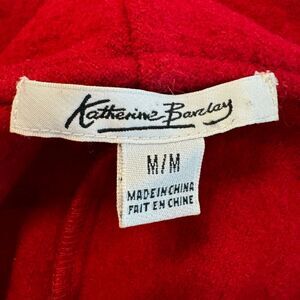 Katherine Barclay
M/M
MADE IN CHINA
FAIT EN CHINE